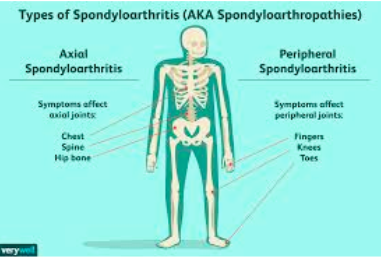 Types of Spondyloarthritis (AKA Spondyloarthropathies)
Axial
Spondyloarthritis
Symptoms affect
axial joints:
Chest
Spine
Hip bone
Peripheral
Spondyloarthritis
Symptoms affect
peripheral joints:
Fingers
Knees
Toes
verywell